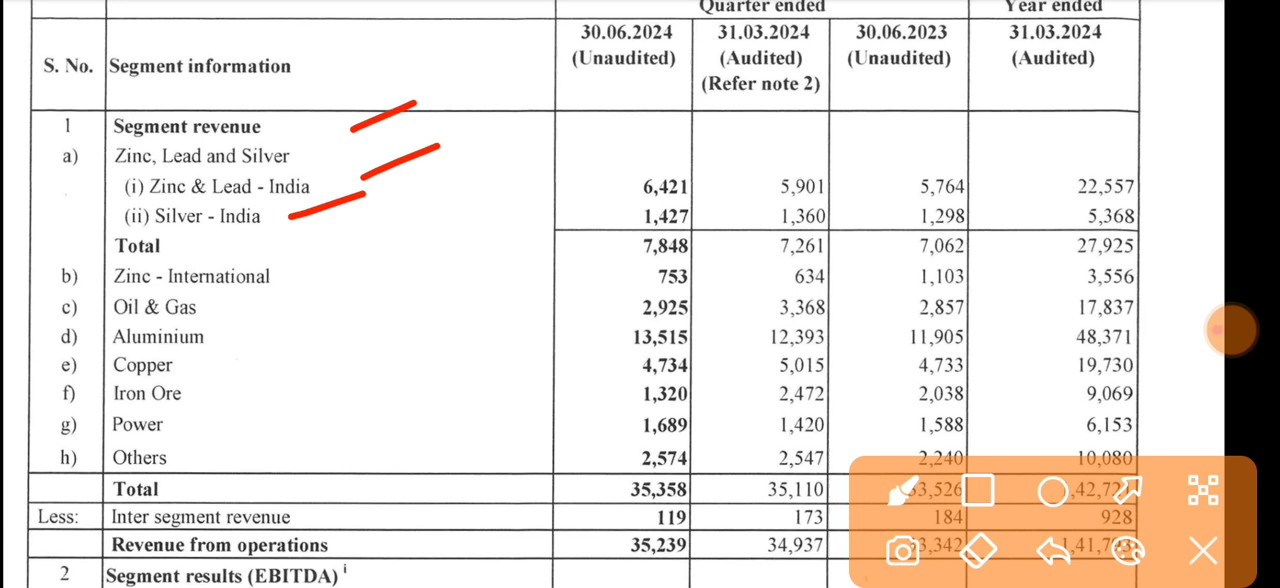 Quarter ended Year ended
S. No. Segment information 30.06.2024 (Unaudited) 31.03.2024 (Audited) (Refer note 2) 30.06.2023 (Unaudited) 31.03.2024 (Audited)
1 Segment revenue
a) Zinc, Lead and Silver
(i) Zinc & Lead - India 6,421 5,901 5,764 22,557
(ii) Silver - India 1,427 1,360 1,298 5,368
Total 7,848 7,261 7,062 27,925
b) Zinc - International 753 634 1,103 3,556
c) Oil & Gas 2,925 3,368 2,857 17,837
d) Aluminium 13,515 12,393 11,905 48,371
e) Copper 4,734 5,015 4,733 19,730
f) Iron Ore 1,320 2,472 2,038 9,069
g) Power 1,689 1,420 1,588 6,153
h) Others 2,574 2,547 2,240 10,080
Total 35,358 35,110
Less: Inter segment revenue 119 173 184 928
Revenue from operations 35,239 34,937
2 Segment results (EBITDA) i